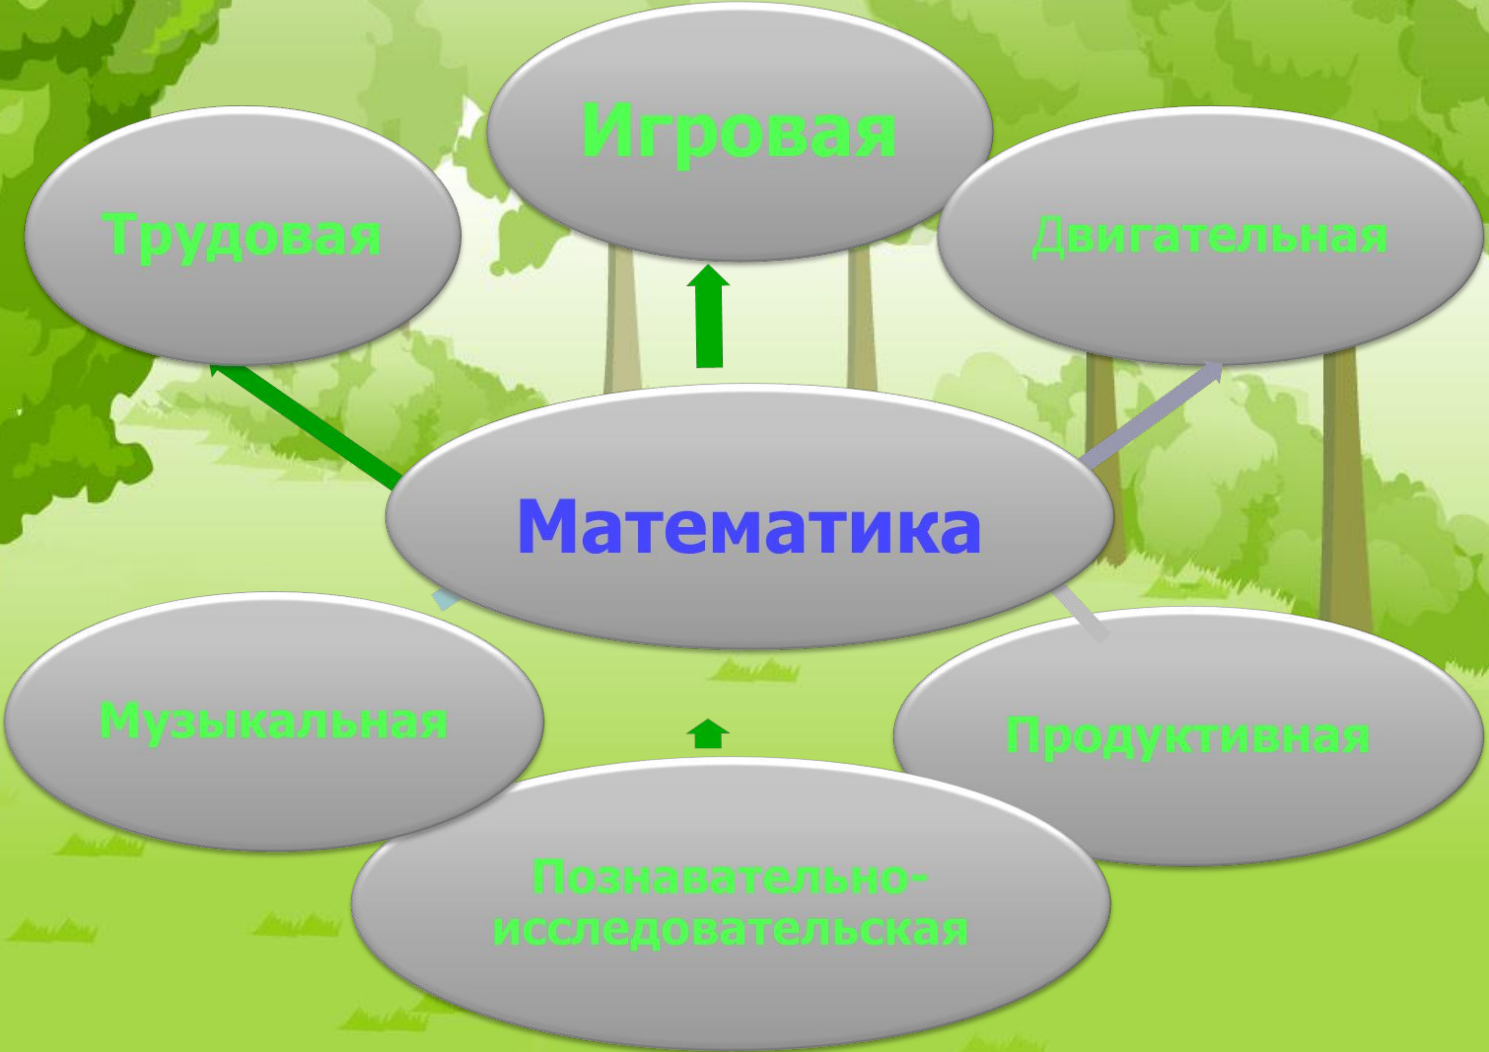 Игровая
Трудовая
Двигательная
Математика
Музыкальная
Продуктивная
Познавательно-
исследовательская